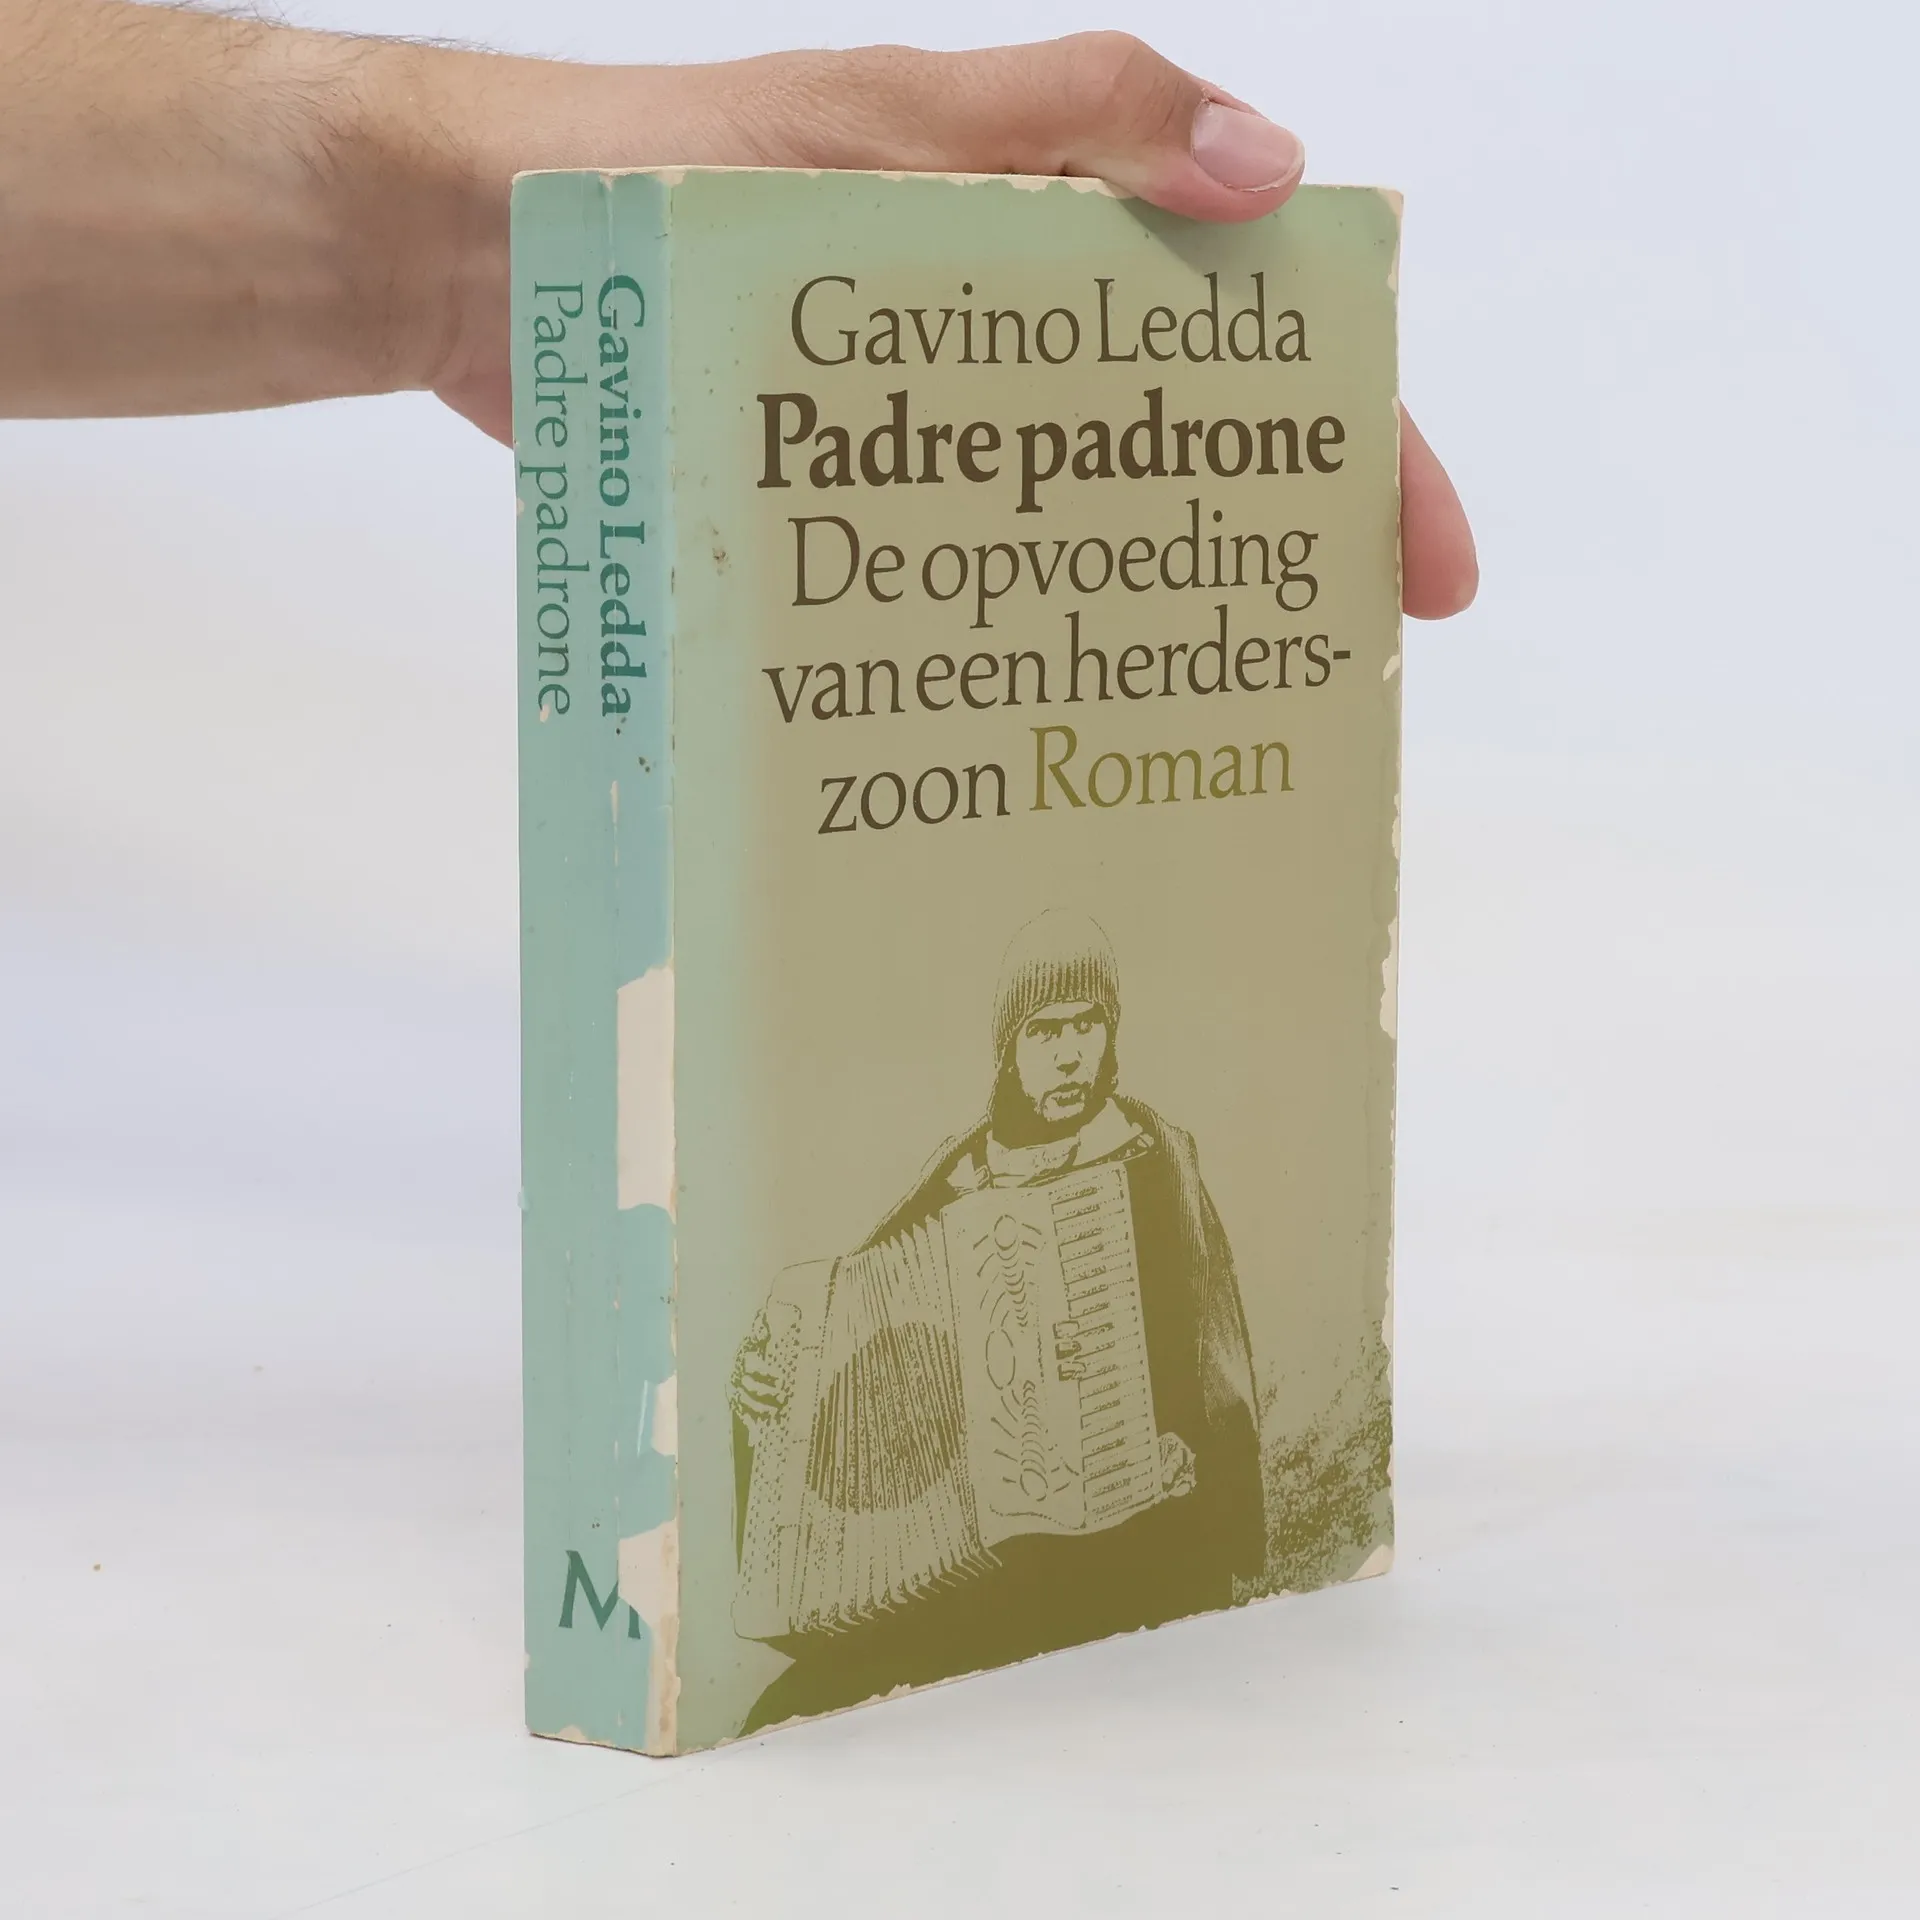 Gavino Ledda
Padre padrone
De opvoeding
van een herders-
zoon Roman
Gavino Ledda
Padre padrone
M